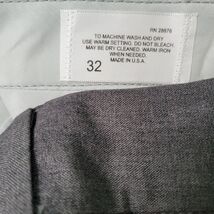 RN 28676
TO MACHINE WASH AND DRY
USE WARM SETTING. DO NOT BLEACH.
MAY BE DRY CLEANED. WARM IRON
WHEN NEEDED.
MADE IN U.S.A.
32